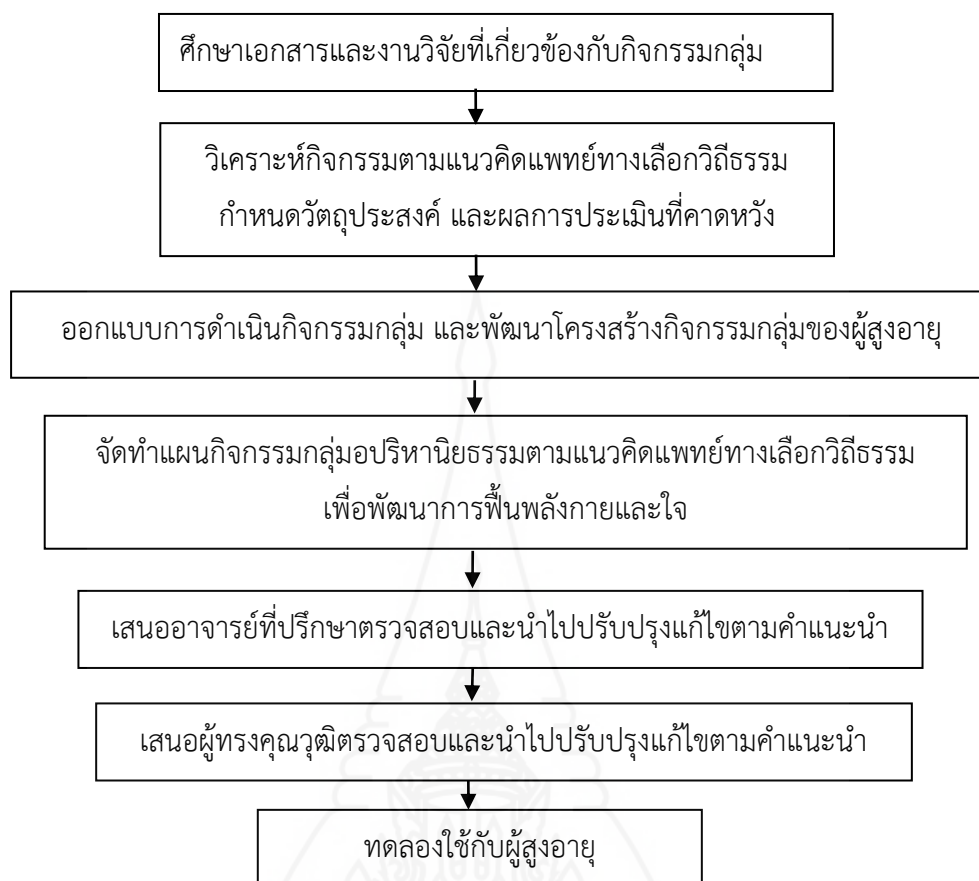 ศึกษาเอกสารและงานวิจัยที่เกี่ยวข้องกับกิจกรรมกลุ่ม
วิเคราะห์กิจกรรมตามแนวคิดแพทย์ทางเลือกวิถีธรรม
กำหนดวัตถุประสงค์ และผลการประเมินที่คาดหวัง
ออกแบบการดำเนินกิจกรรมกลุ่ม และพัฒนาโครงสร้างกิจกรรมกลุ่มของผู้สูงอายุ
จัดทำแผนกิจกรรมกลุ่มอปริหานิยธรรมตามแนวคิดแพทย์ทางเลือกวิถีธรรม
เพื่อพัฒนาการฟื้นพลังกายและใจ
เสนออาจารย์ที่ปรึกษาตรวจสอบและนำไปปรับปรุงแก้ไขตามคำแนะนำ
เสนอผู้ทรงคุณวุฒิตรวจสอบและนำไปปรับปรุงแก้ไขตามคำแนะนำ
ทดลองใช้กับผู้สูงอายุ